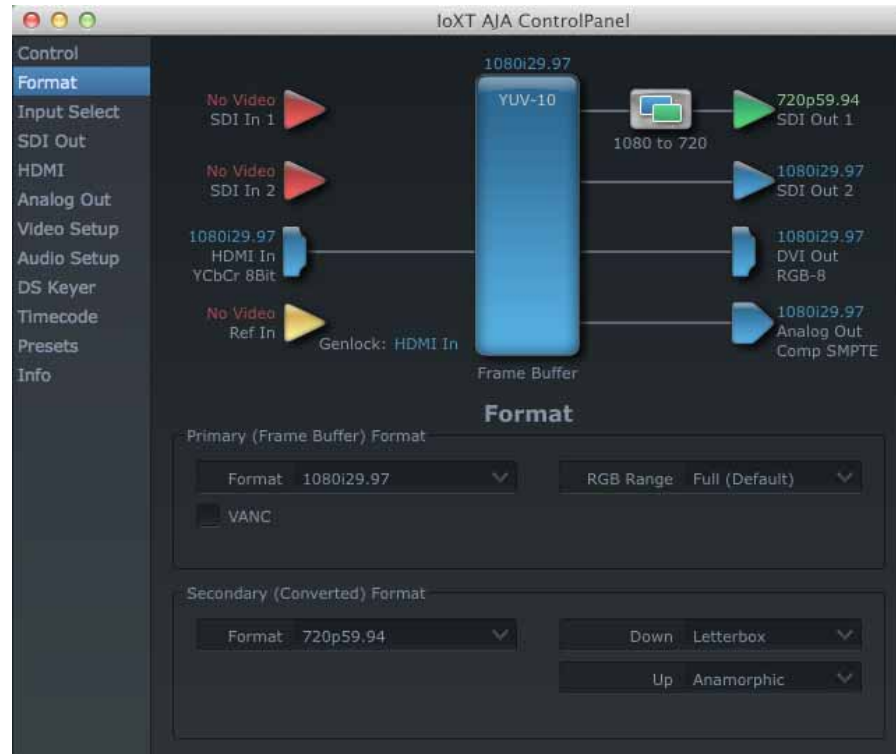 IoXT AJA ControlPanel
Control
Format
Input Select
SDI Out
HDMI
Analog Out
Video Setup
Audio Setup
DS Keyer
Timecode
Presets
Info
1080i29.97
YUV-10
Frame Buffer
No Video
SDI In 1
No Video
SDI In 2
1080i29.97
HDMI In
YCbCr 8Bit
No Video
Ref In
Genlock: HDMI In
1080 to 720
720p59.94
SDI Out 1
1080i29.97
SDI Out 2
1080i29.97
DVI Out
RGB-8
1080i29.97
Analog Out
Comp SMPTE
Format
Primary (Frame Buffer) Format
Format 1080i29.97
RGB Range Full (Default)
VANC
Secondary (Converted) Format
Format 720p59.94
Down Letterbox
Up Anamorphic